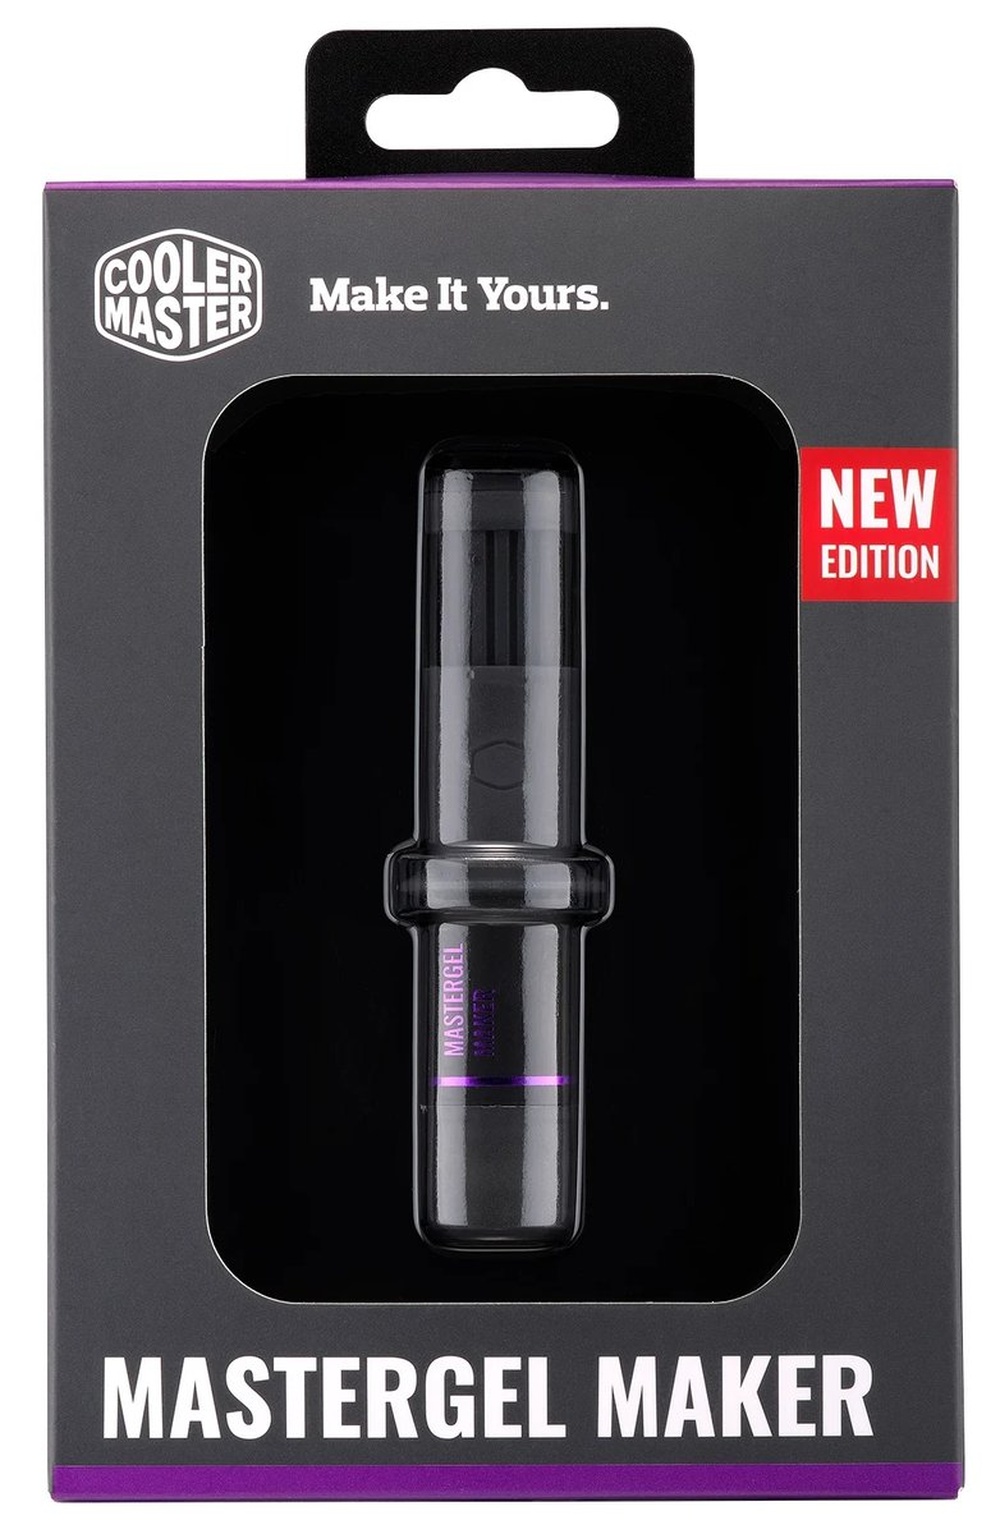 COOLER
MASTER
Make It Yours.
NEW
EDITION
MASTERGEL
MAKER
MASTERGEL MAKER